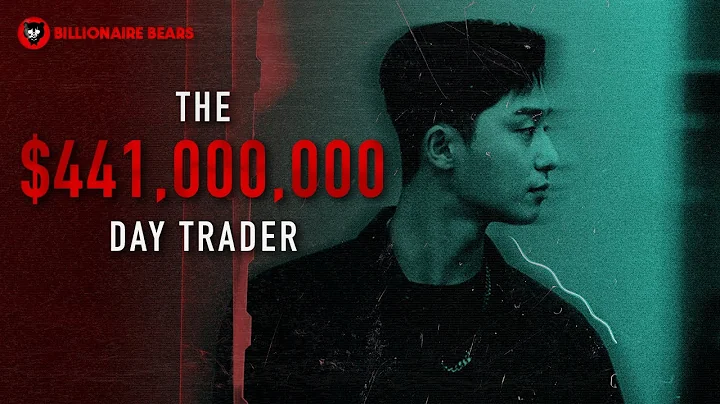 BILLIONAIRE BEARS
THE
$441,000,000
DAY TRADER